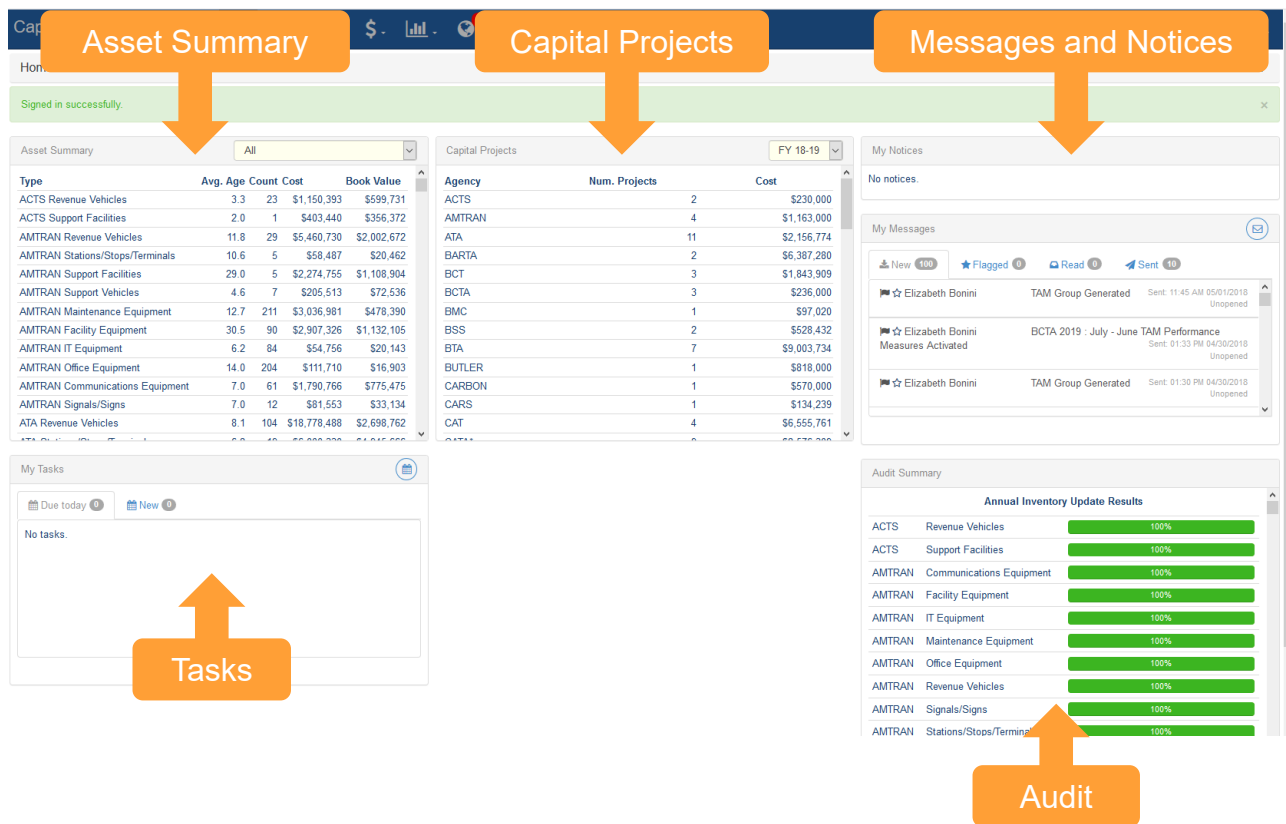 Cap
Asset Summary
$
Capital Projects
Messages and Notices
Hom
Signed in successfully.
×
Asset Summary All
Type Avg. Age Count Cost Book Value
ACTS Revenue Vehicles 3.3 23 $1,150,393 $599,731
ACTS Support Facilities 2.0 1 $403,440 $356,372
AMTRAN Revenue Vehicles 11.8 29 $5,460,730 $2,002,672
AMTRAN Stations/Stops/Terminals 10.6 5 $58,487 $20,462
AMTRAN Support Facilities 29.0 5 $2,274,755 $1,108,904
AMTRAN Support Vehicles 4.6 7 $205,513 $72,536
AMTRAN Maintenance Equipment 12.7 211 $3,036,981 $478,390
AMTRAN Facility Equipment 30.5 90 $2,907,326 $1,132,105
AMTRAN IT Equipment 6.2 84 $54,756 $20,143
AMTRAN Office Equipment 14.0 204 $111,710 $16,903
AMTRAN Communications Equipment 7.0 61 $1,790,766 $775,475
AMTRAN Signals/Signs 7.0 12 $81,553 $33,134
ATA Revenue Vehicles 8.1 104 $18,778,488 $2,698,762
Capital Projects FY 18-19
Agency Num. Projects Cost
ACTS 2 $230,000
AMTRAN 4 $1,163,000
ATA 11 $2,156,774
BARTA 2 $6,387,280
BCT 3 $1,843,909
BCTA 3 $236,000
BMC 1 $97,020
BSS 2 $528,432
BTA 7 $9,003,734
BUTLER 1 $818,000
CARBON 1 $570,000
CARS 1 $134,239
CAT 4 $6,555,761
My Notices
No notices.
My Messages
New 100 Flagged 0 Read 0 Sent 10
Elizabeth Bonini TAM Group Generated Sent: 11:45 AM 05/01/2018
Unopened
Elizabeth Bonini BCTA 2019 : July - June TAM Performance
Measures Activated Sent: 01:33 PM 04/30/2018
Unopened
Elizabeth Bonini TAM Group Generated Sent: 01:30 PM 04/30/2018
Unopened
My Tasks
Due today 0 New 0
No tasks.
Tasks
Audit Summary
Annual Inventory Update Results
ACTS Revenue Vehicles 100%
ACTS Support Facilities 100%
AMTRAN Communications Equipment 100%
AMTRAN Facility Equipment 100%
AMTRAN IT Equipment 100%
AMTRAN Maintenance Equipment 100%
AMTRAN Office Equipment 100%
AMTRAN Revenue Vehicles 100%
AMTRAN Signals/Signs 100%
AMTRAN Stations/Stops/Termina 100%
Audit